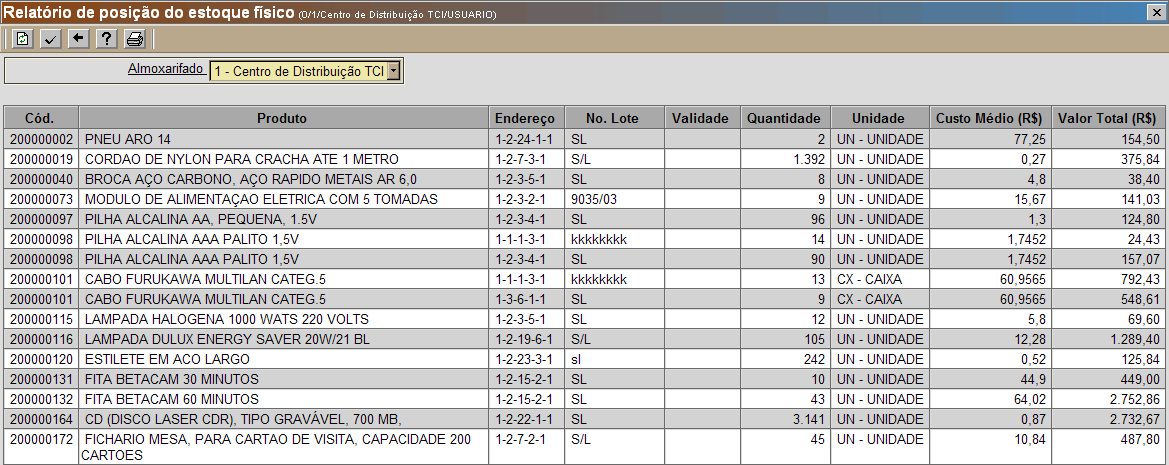 Relatório de posição do estoque físico (0/1/Centro de Distribuição TCI/USUARIO)
Almoxarifado 1 - Centro de Distribuição TCI
Cód. Produto Endereço No. Lote Validade Quantidade Unidade Custo Médio (R$) Valor Total (R$)
200000002 PNEU ARO 14 1-2-24-1-1 SL 2 UN - UNIDADE 77,25 154,50
200000019 CORDAO DE NYLON PARA CRACHA ATE 1 METRO 1-2-7-3-1 S/L 1.392 UN - UNIDADE 0,27 375,84
200000040 BROCA AÇO CARBONO, AÇO RAPIDO METAIS AR 6,0 1-2-3-5-1 SL 8 UN - UNIDADE 4,8 38,40
200000073 MODULO DE ALIMENTAÇAO ELETRICA COM 5 TOMADAS 1-2-3-2-1 9035/03 9 UN - UNIDADE 15,67 141,03
200000097 PILHA ALCALINA AA, PEQUENA, 1.5V 1-2-3-4-1 SL 96 UN - UNIDADE 1,3 124,80
200000098 PILHA ALCALINA AAA PALITO 1,5V 1-1-1-3-1 kkkkkkkk 14 UN - UNIDADE 1,7452 24,43
200000098 PILHA ALCALINA AAA PALITO 1,5V 1-2-3-4-1 SL 90 UN - UNIDADE 1,7452 157,07
200000101 CABO FURUKAWA MULTILAN CATEG.5 1-1-1-3-1 kkkkkkkk 13 CX - CAIXA 60,9565 792,43
200000101 CABO FURUKAWA MULTILAN CATEG.5 1-3-6-1-1 SL 9 CX - CAIXA 60,9565 548,61
200000115 LAMPADA HALOGENA 1000 WATS 220 VOLTS 1-2-3-5-1 SL 12 UN - UNIDADE 5,8 69,60
200000116 LAMPADA DULUX ENERGY SAVER 20W/21 BL 1-2-19-6-1 S/L 105 UN - UNIDADE 12,28 1.289,40
200000120 ESTILETE EM ACO LARGO 1-2-23-3-1 sl 242 UN - UNIDADE 0,52 125,84
200000131 FITA BETACAM 30 MINUTOS 1-2-15-2-1 SL 10 UN - UNIDADE 44,9 449,00
200000132 FITA BETACAM 60 MINUTOS 1-2-15-2-1 SL 43 UN - UNIDADE 64,02 2.752,86
200000164 CD (DISCO LASER CDR), TIPO GRAVÁVEL, 700 MB, 1-2-22-1-1 SL 3.141 UN - UNIDADE 0,87 2.732,67
200000172 FICHARIO MESA, PARA CARTAO DE VISITA, CAPACIDADE 200 1-2-7-2-1 S/L 45 UN - UNIDADE 10,84 487,80
CARTOES